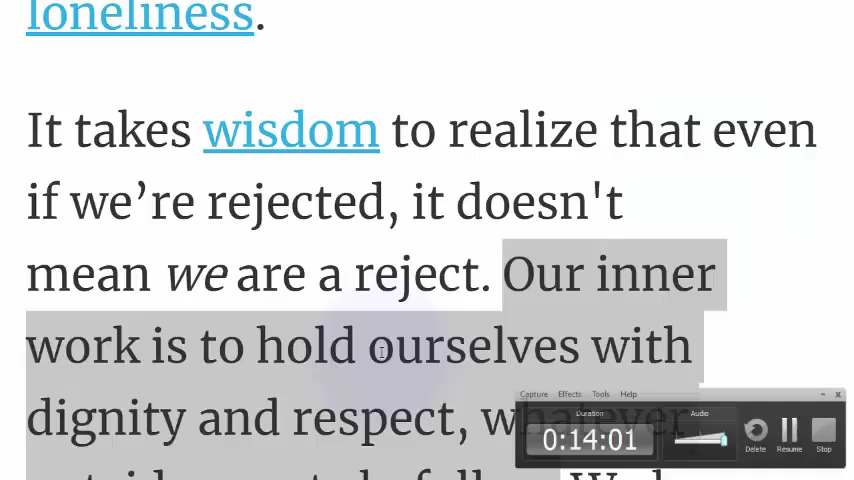 loneliness.
It takes wisdom to realize that even
if we’re rejected, it doesn't
mean we are a reject. Our inner
work is to hold ourselves with
dignity and respect, whatever
Capture Effects Tools Help
Duration Audio
0:14:01
Delete Resume Stop